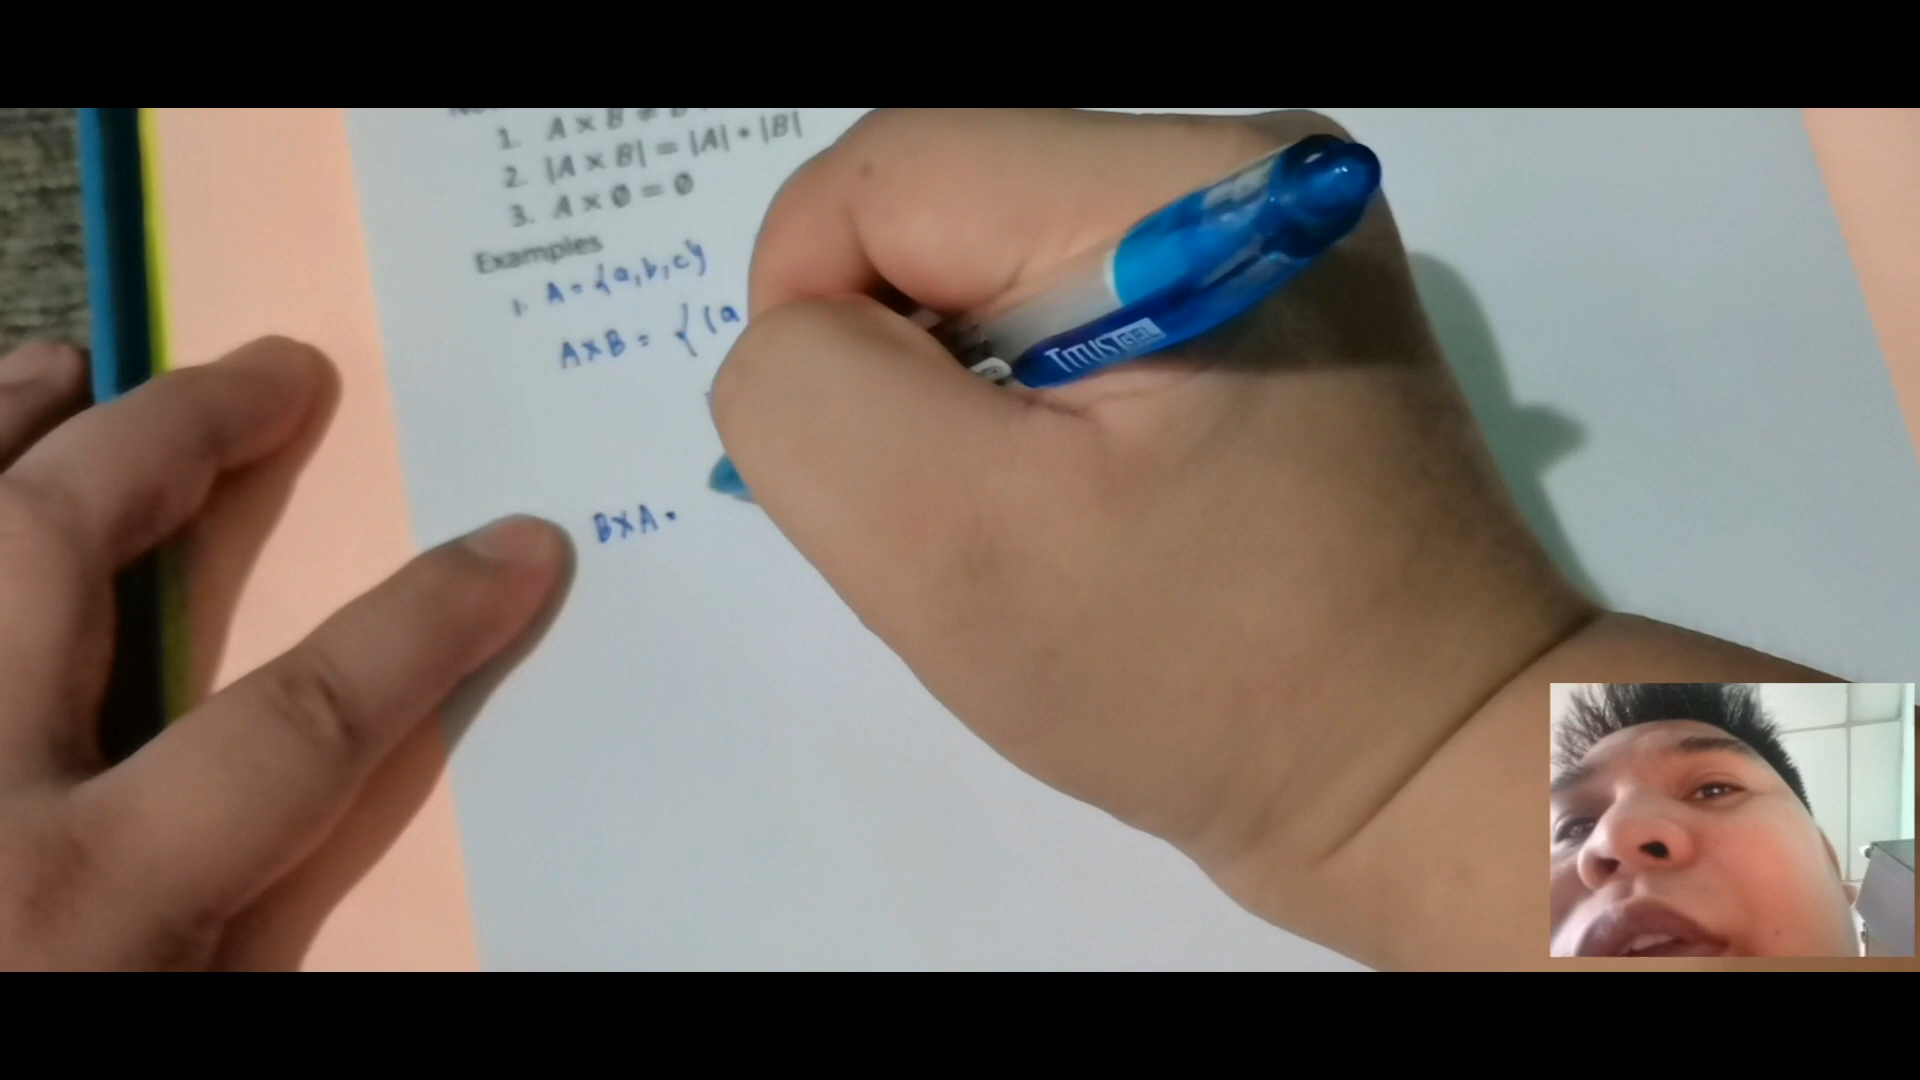 1. A × B ≠ B
2. |A × B| = |A| • |B|
3. A × ∅ = ∅
Examples
1. A = {a, b, c}
A×B = {(a
B×A =
TrusTGEL